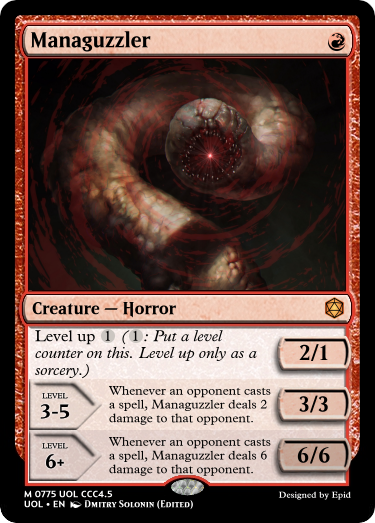 Managuzzler
Creature — Horror
Level up 1 (1: Put a level
counter on this. Level up only as a
sorcery.)
2/1
LEVEL
3-5
Whenever an opponent casts
a spell, Managuzzler deals 2
damage to that opponent.
3/3
LEVEL
6+
Whenever an opponent casts
a spell, Managuzzler deals 6
damage to that opponent.
6/6
M 0775 UOL CCC4.5
UOL • EN Dmitry Solonin (Edited)
Designed by Epid